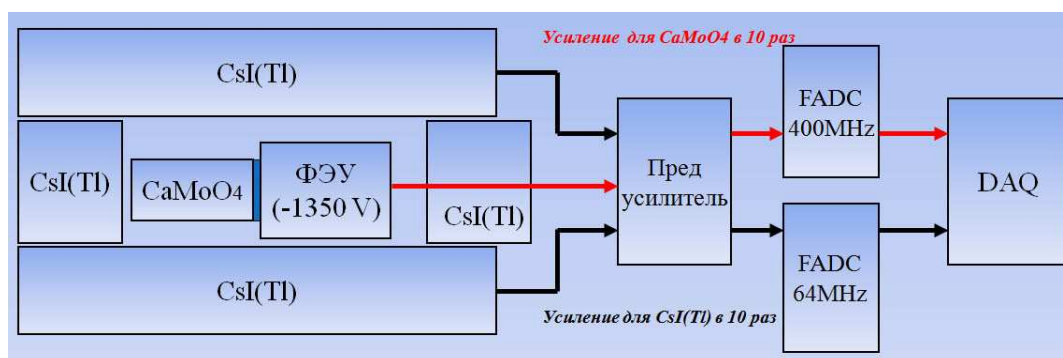 Усиление для CaMoO4 в 10 раз
CsI(Tl)
CsI(Tl)
CaMoO4
ФЭУ
(-1350 V)
CsI(Tl)
Пред
усилитель
FADC
400MHz
DAQ
CsI(Tl)
FADC
64MHz
Усиление для CsI(Tl) в 10 раз